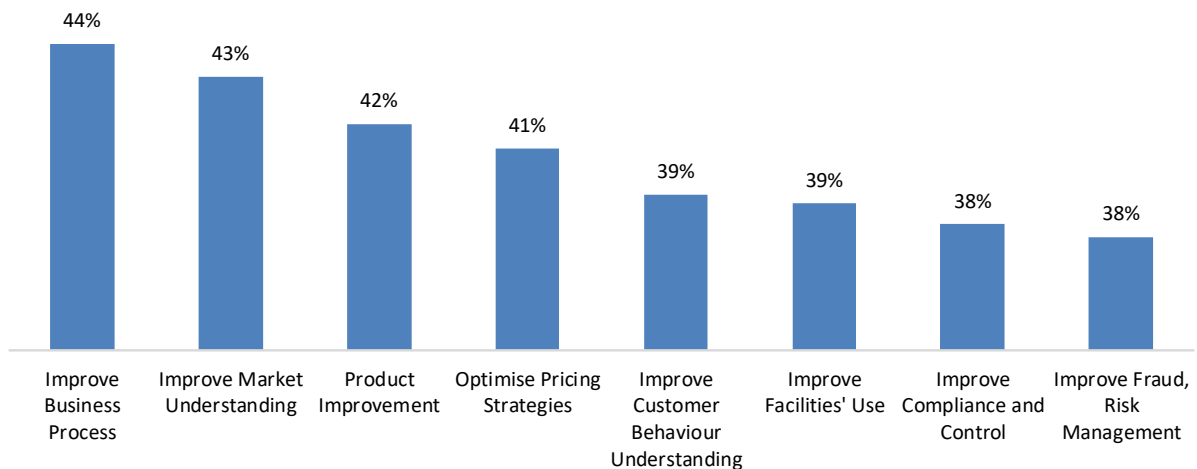 44%
43%
42%
41%
39%
39%
38%
38%
Improve
Business
Process
Improve Market
Understanding
Product
Improvement
Optimise Pricing
Strategies
Improve
Customer
Behaviour
Understanding
Improve
Facilities' Use
Improve
Compliance and
Control
Improve Fraud,
Risk
Management